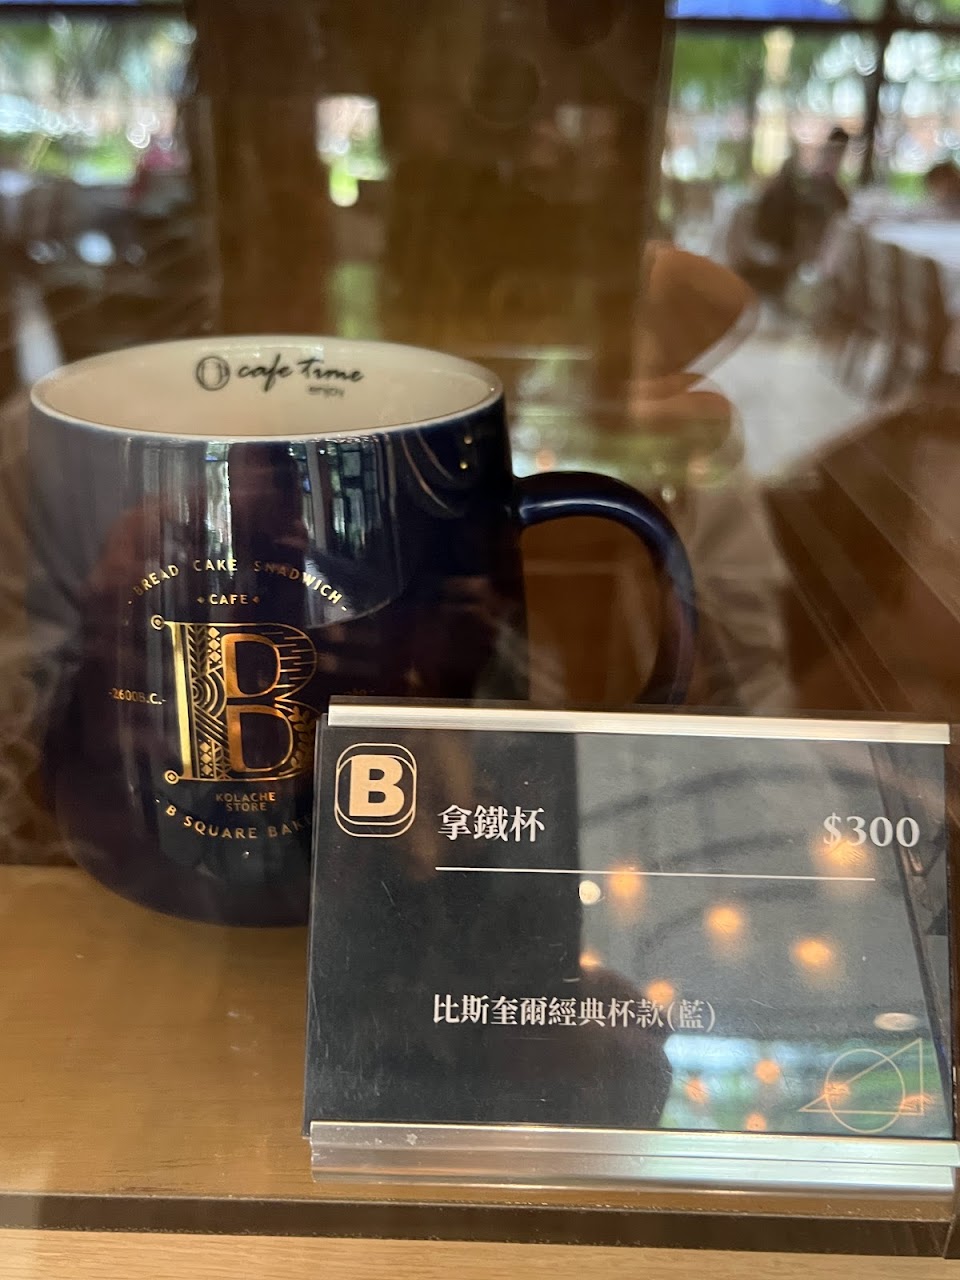 cafe time
enjoy
BREAD CAKE SNADWICH
CAFE
B
-2600B.C.-
KOLACHE
STORE
B SQUARE
B
拿鐵杯
$300
比斯奎爾經典杯款(藍)